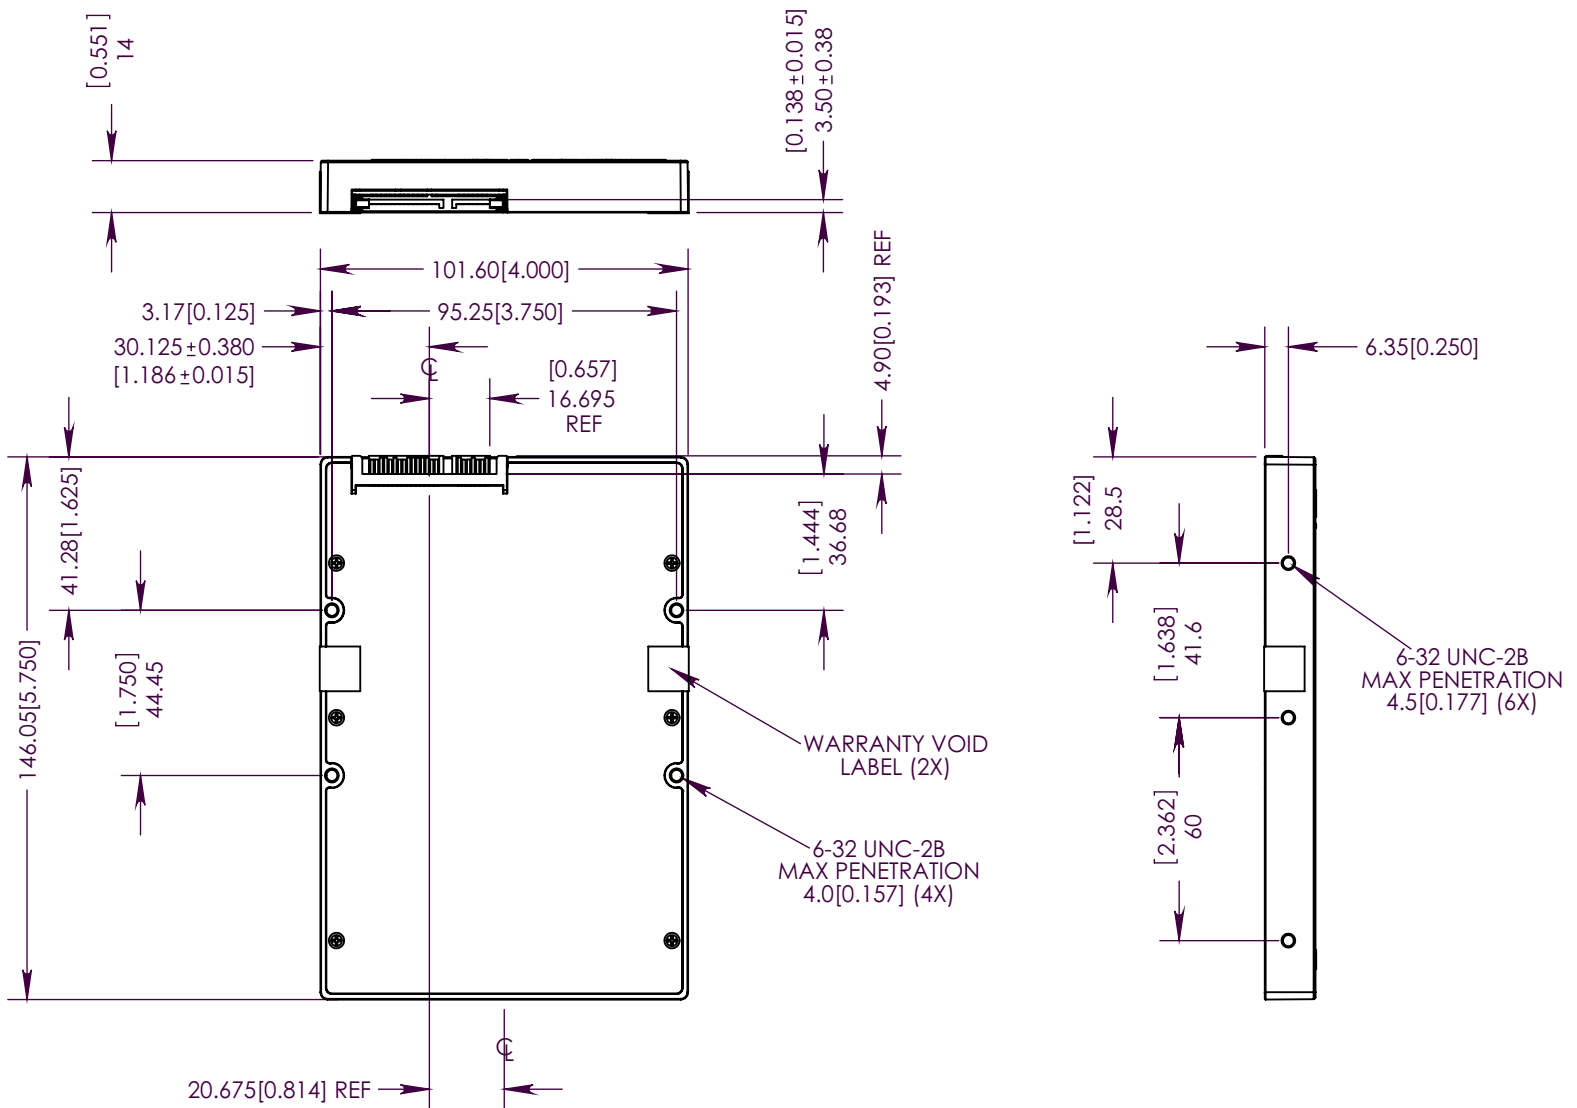 [0.551]
14
[0.138±0.015]
3.50±0.38
101.60[4.000]
4.90[0.193] REF
3.17[0.125]
95.25[3.750]
30.125±0.380
[1.186±0.015]
℄
[0.657]
16.695
REF
6.35[0.250]
41.28[1.625]
[1.444]
36.68
[1.122]
28.5
146.05[5.750]
[1.750]
44.45
[1.638]
41.6
6-32 UNC-2B
MAX PENETRATION
4.5[0.177] (6X)
WARRANTY VOID
LABEL (2X)
[2.362]
60
6-32 UNC-2B
MAX PENETRATION
4.0[0.157] (4X)
℄
20.675[0.814] REF